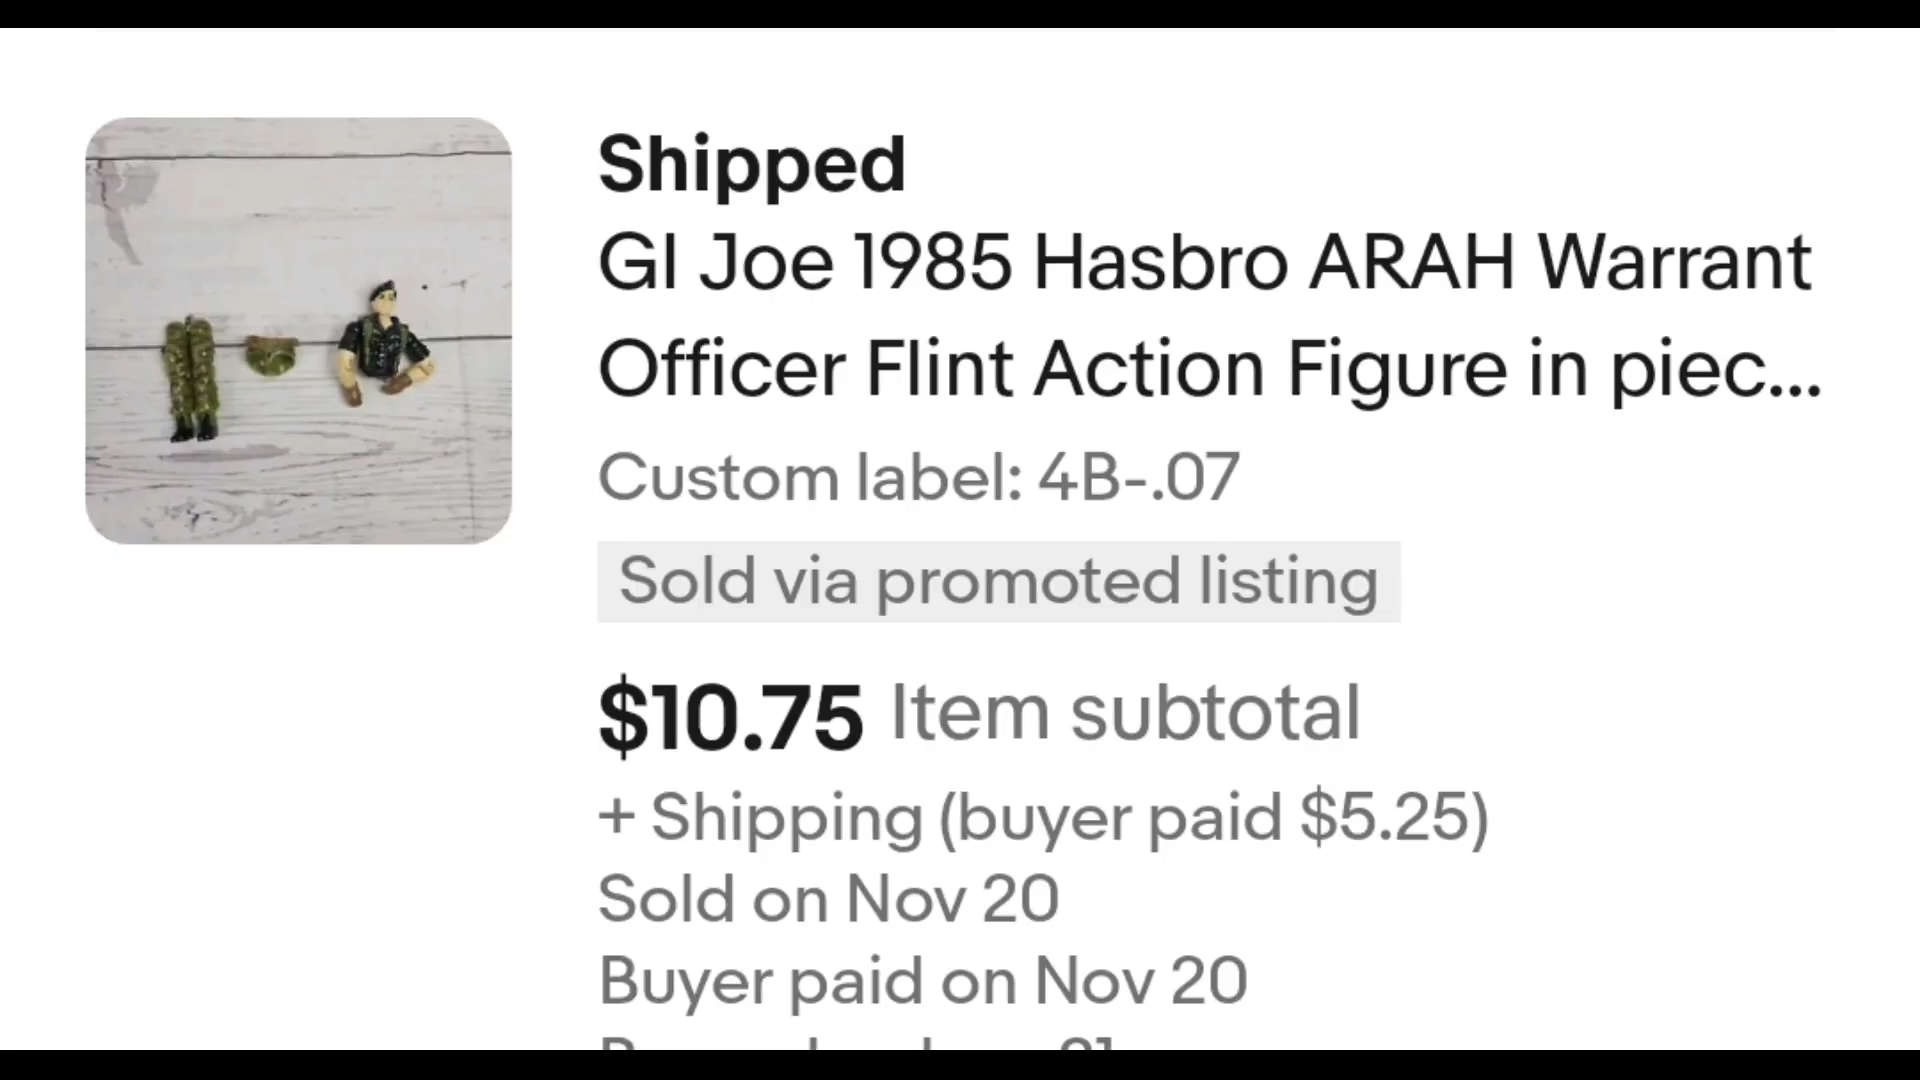 Shipped
GI Joe 1985 Hasbro ARAH Warrant
Officer Flint Action Figure in piec...
Custom label: 4B-.07
Sold via promoted listing
$10.75 Item subtotal
+ Shipping (buyer paid $5.25)
Sold on Nov 20
Buyer paid on Nov 20